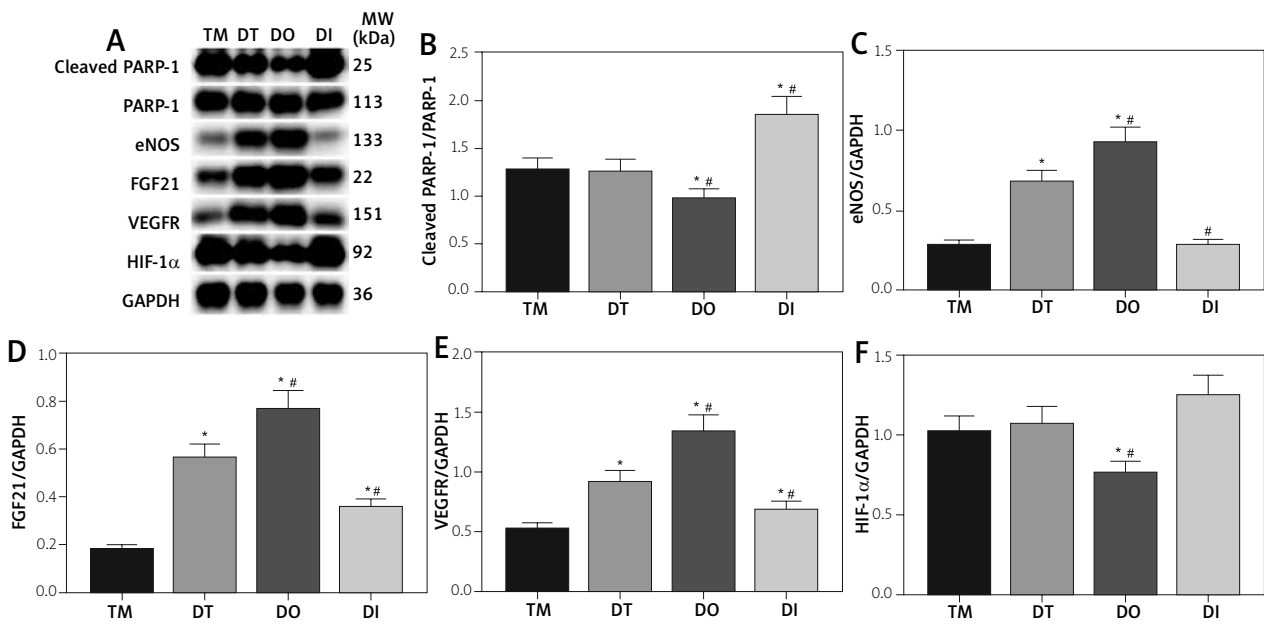 A
TM DT DO DI MW (kDa)
Cleaved PARP-1 25
PARP-1 113
eNOS 133
FGF21 22
VEGFR 151
HIF-1α 92
GAPDH 36
B
Cleaved PARP-1/PARP-1
2.5
2.0
1.5
1.0
0.5
0.0
* #
* #
TM DT DO DI
C
eNOS/GAPDH
1.5
1.0
0.5
0.0
*
* #
#
TM DT DO DI
D
FGF21/GAPDH
1.0
0.8
0.6
0.4
0.2
0.0
*
* #
* #
TM DT DO DI
E
VEGFR/GAPDH
2.0
1.5
1.0
0.5
0.0
*
* #
* #
TM DT DO DI
F
HIF-1α/GAPDH
1.5
1.0
0.5
0.0
* #
TM DT DO DI